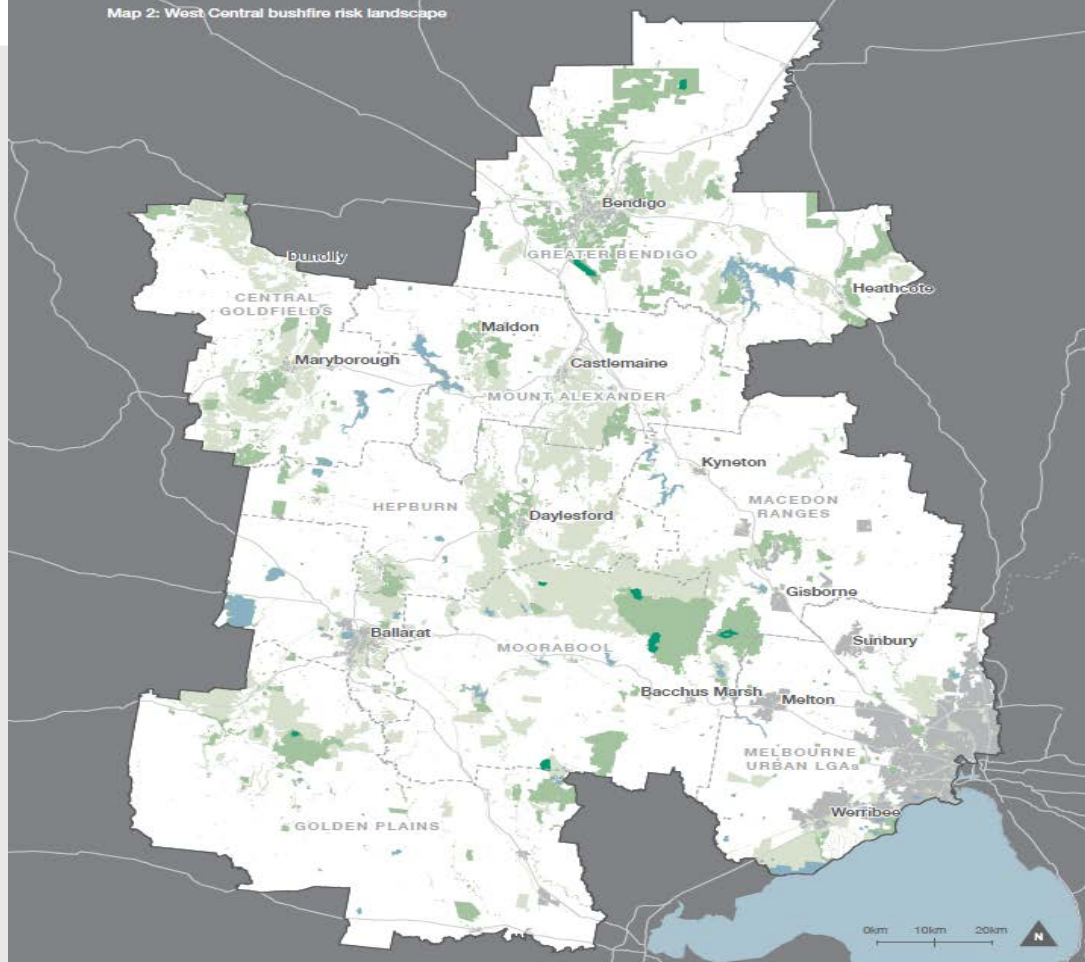 Map 2: West Central bushfire risk landscape
Bendigo
GREATER BENDIGO
Dunolly
Heathcote
CENTRAL
GOLDFIELDS
Maldon
Maryborough
Castlemaine
MOUNT ALEXANDER
Kyneton
HEPBURN
MACEDON
RANGES
Daylesford
Gisborne
Ballarat
Sunbury
MOORABOOL
Bacchus Marsh
Melton
MELBOURNE
URBAN LGAs
Werribee
GOLDEN PLAINS
0km 10km 20km
N